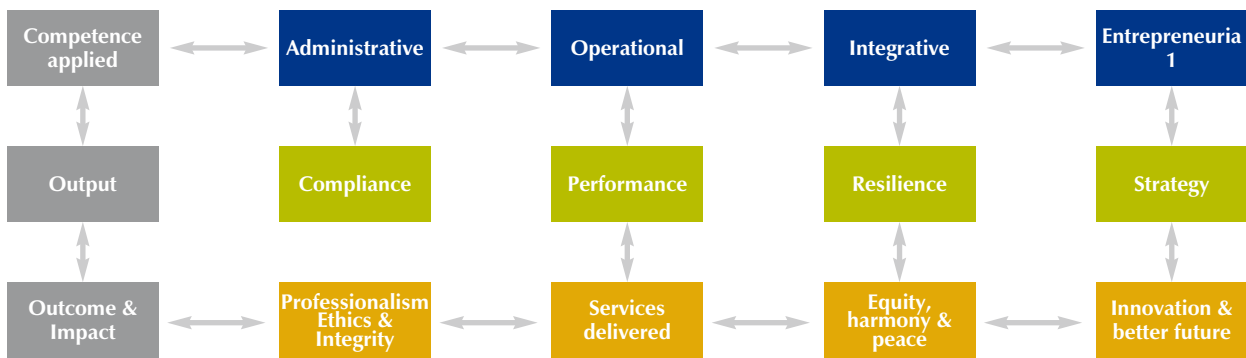 Competence
applied
Administrative
Operational
Integrative
Entrepreneuria
1
Output
Compliance
Performance
Resilience
Strategy
Outcome &
Impact
Professionalism
Ethics &
Integrity
Services
delivered
Equity,
harmony &
peace
Innovation &
better future